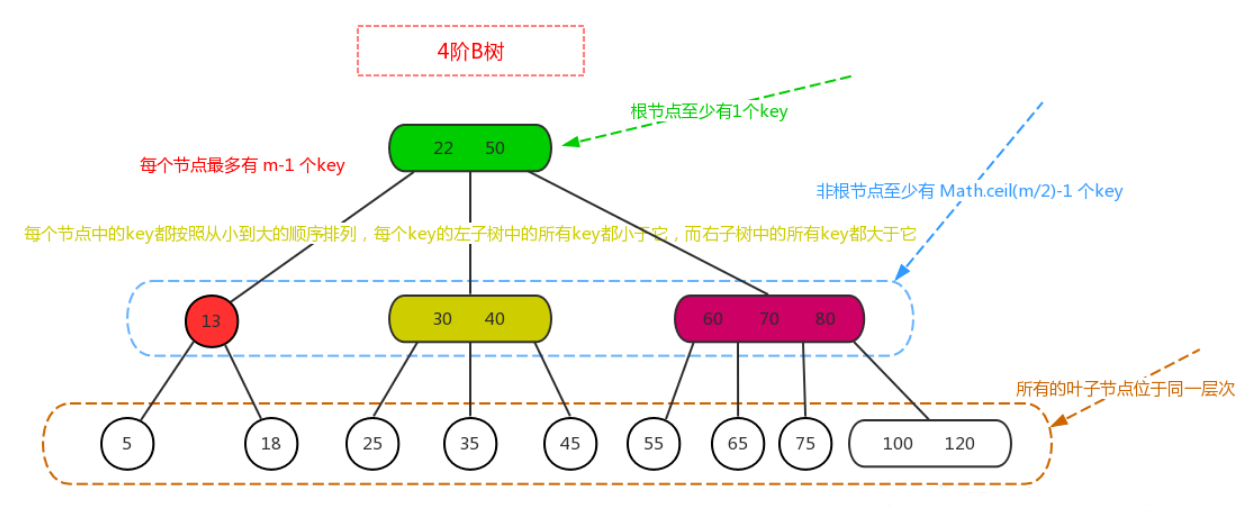 4阶B树
根节点至少有1个key
22 50
每个节点最多有 m-1 个key
非根节点至少有 Math.ceil(m/2)-1 个key
每个节点中的key都按照从小到大的顺序排列，每个key的左子树中的所有key都小于它，而右子树中的所有key都大于它
13
30 40
60 70 80
所有的叶子节点位于同一层次
5
18
25
35
45
55
65
75
100 120